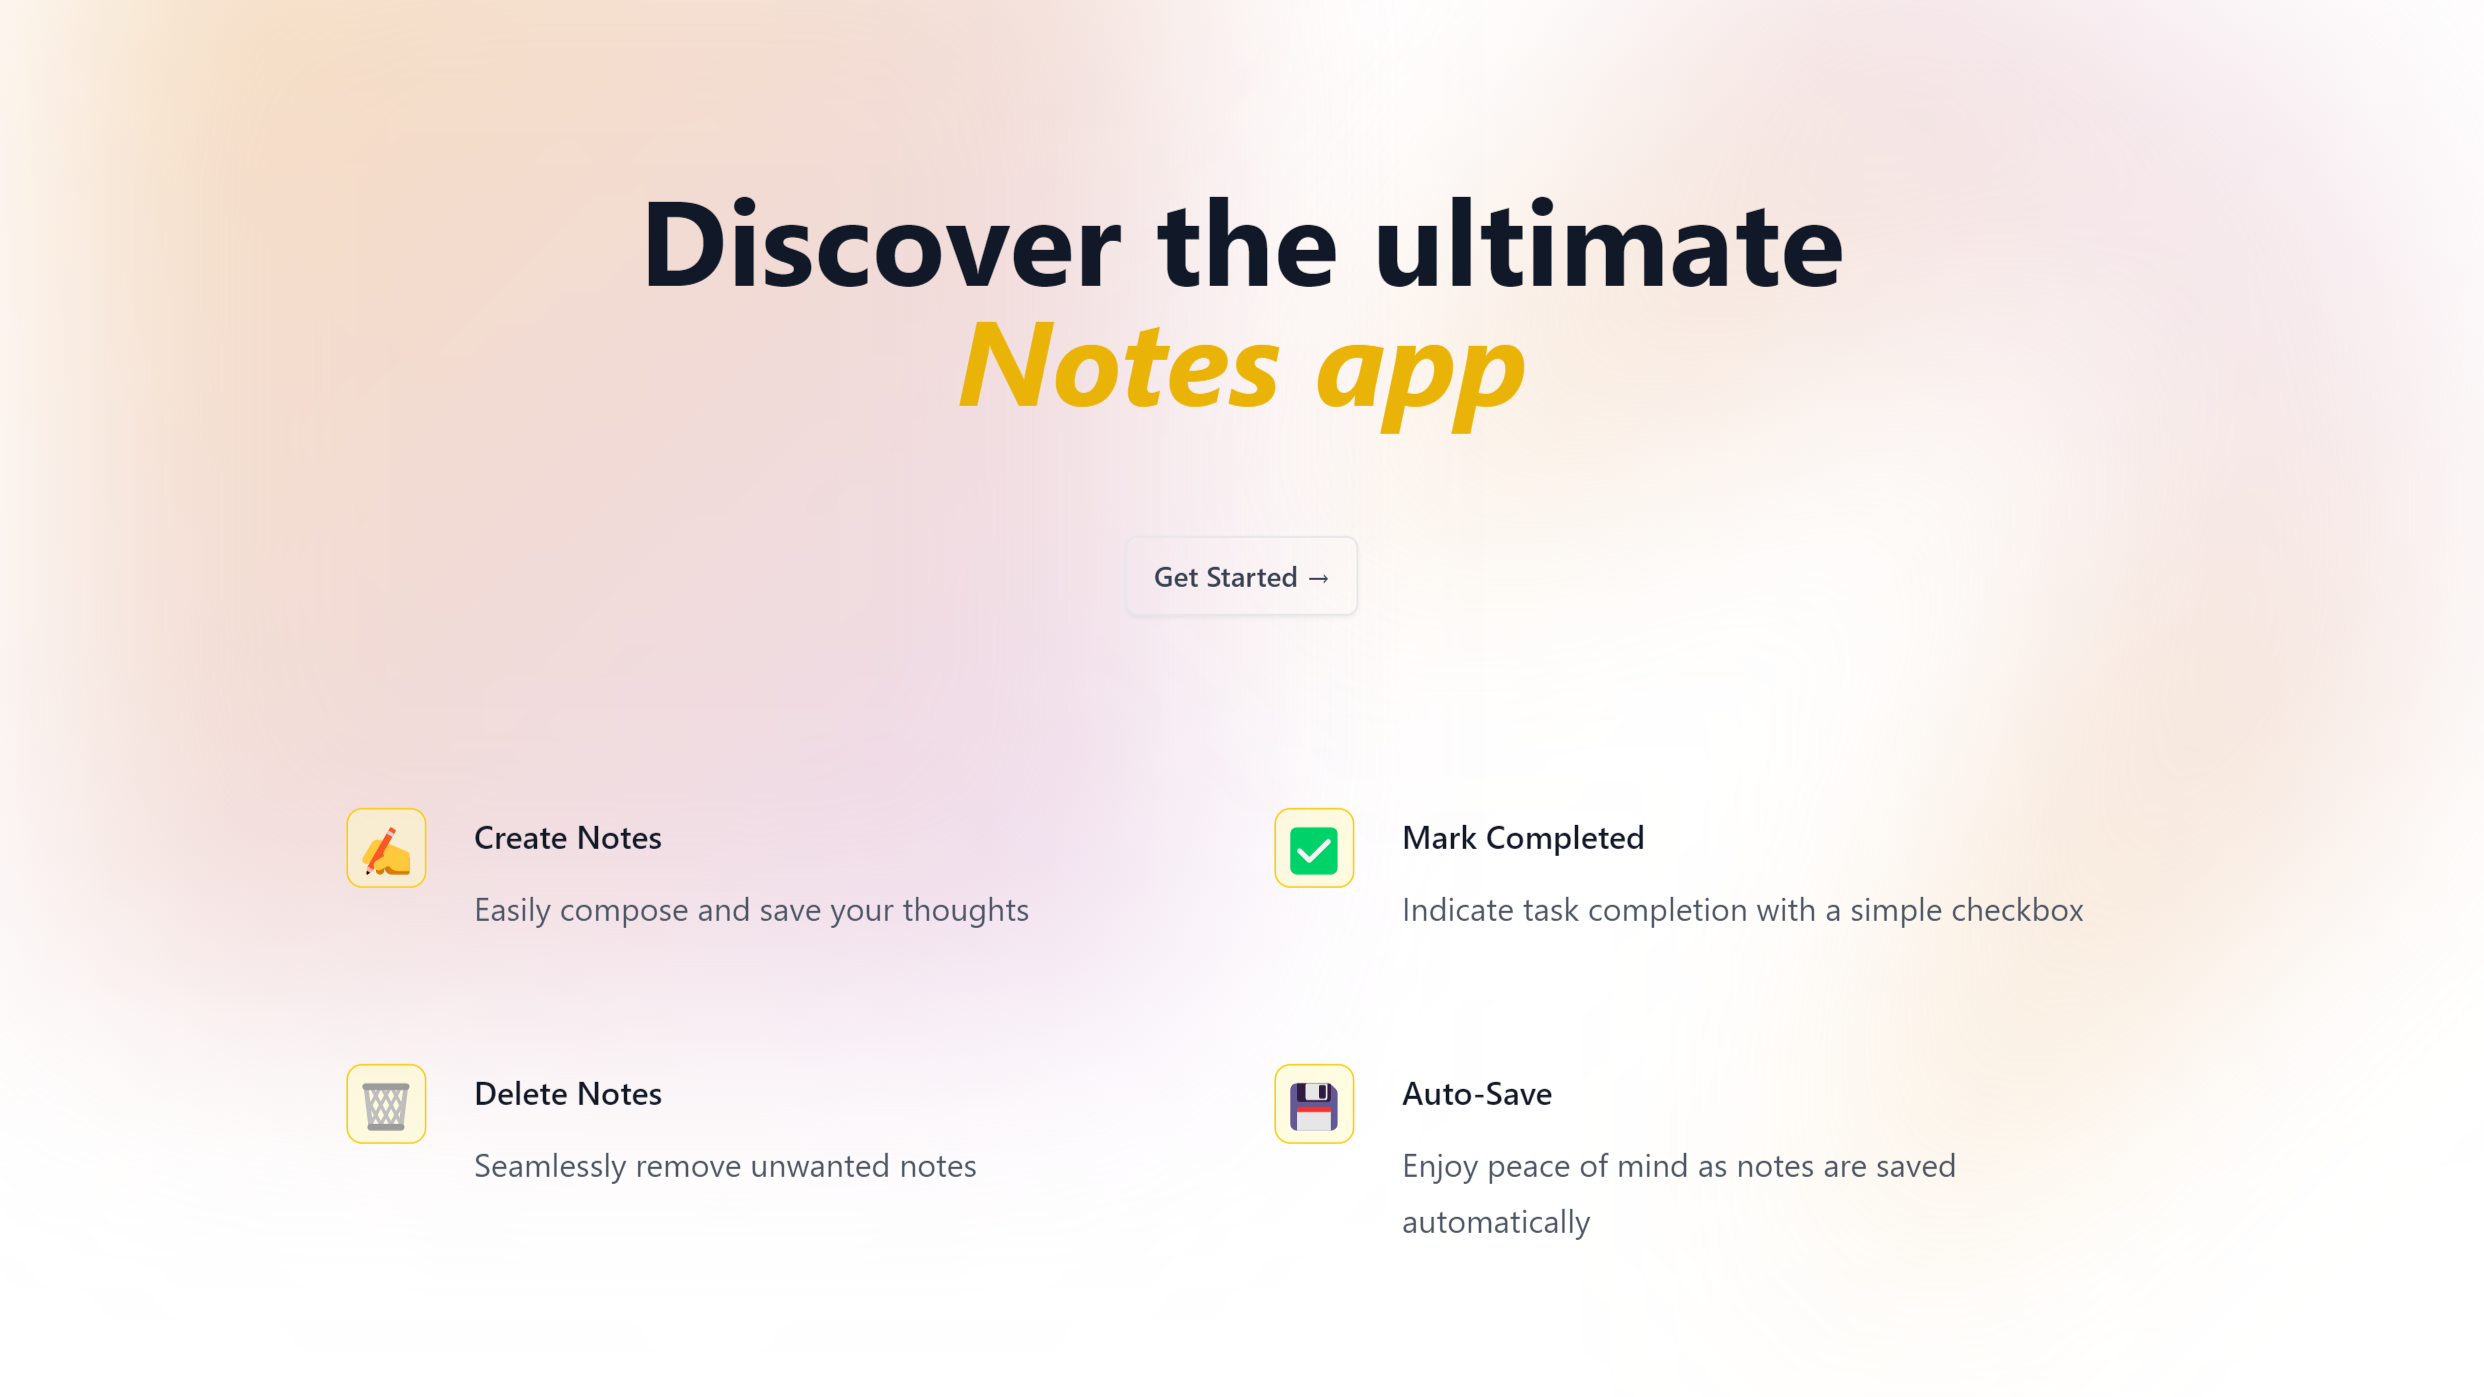 Discover the ultimate
Notes app
Get Started →
Create Notes
Easily compose and save your thoughts
Mark Completed
Indicate task completion with a simple checkbox
Delete Notes
Seamlessly remove unwanted notes
Auto-Save
Enjoy peace of mind as notes are saved
automatically